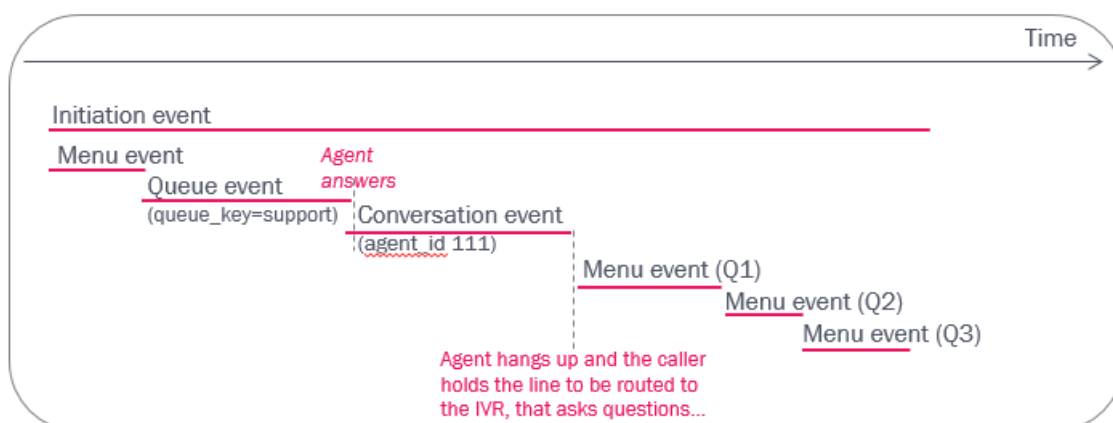 Time
Initiation event
Menu event
Agent
answers
Queue event
(queue_key=support)
Conversation event
(agent_id 111)
Menu event (Q1)
Menu event (Q2)
Menu event (Q3)
Agent hangs up and the caller
holds the line to be routed to
the IVR, that asks questions...